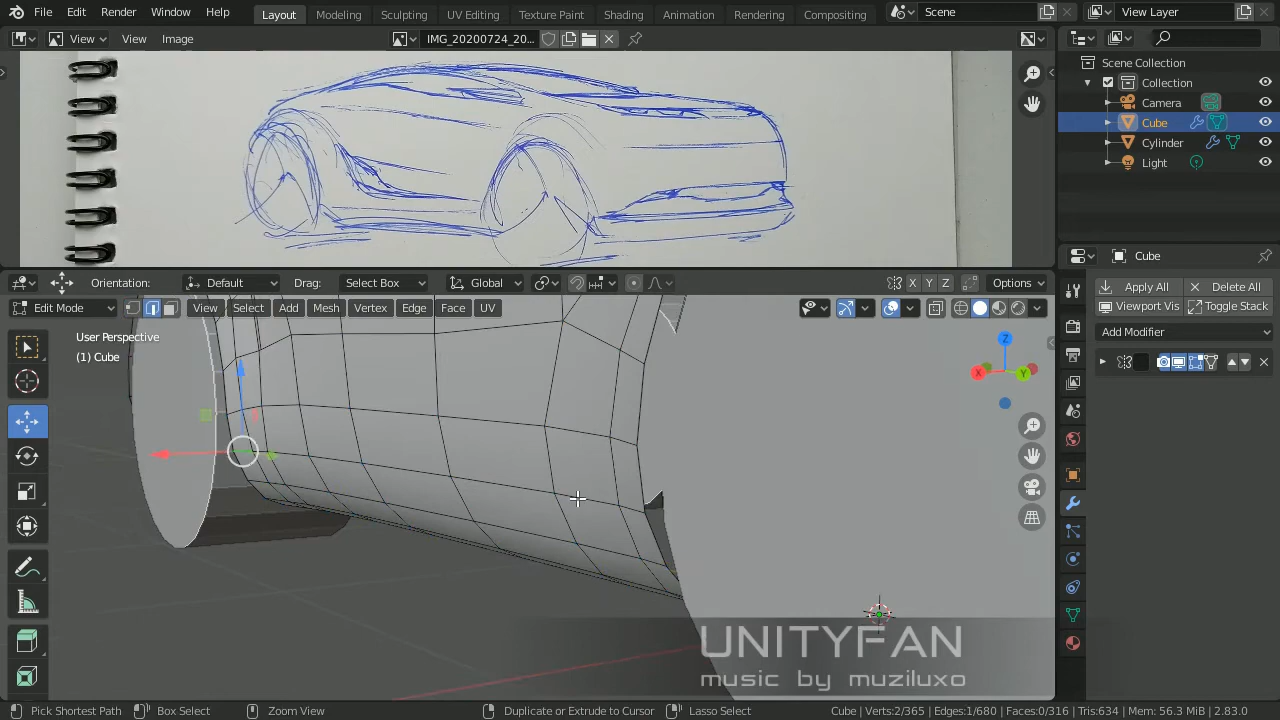 File Edit Render Window Help Layout Modeling Sculpting UV Editing Texture Paint Shading Animation Rendering Compositing Scene View Layer
View View Image IMG_20200724_20...
Scene Collection
Collection
Camera
Cube
Cylinder
Light
Orientation: Default Drag: Select Box Global X Y Z Options
Edit Mode View Select Add Mesh Vertex Edge Face UV
User Perspective
(1) Cube
Z
X
Y
Cube
Apply All Delete All
Viewport Vis Toggle Stack
Add Modifier
UNITYFAN
music by muziluxo
Pick Shortest Path Box Select Zoom View Duplicate or Extrude to Cursor Lasso Select Cube | Verts:2/365 | Edges:1/680 | Faces:0/316 | Tris:634 | Mem: 56.3 MiB | 2.83.0